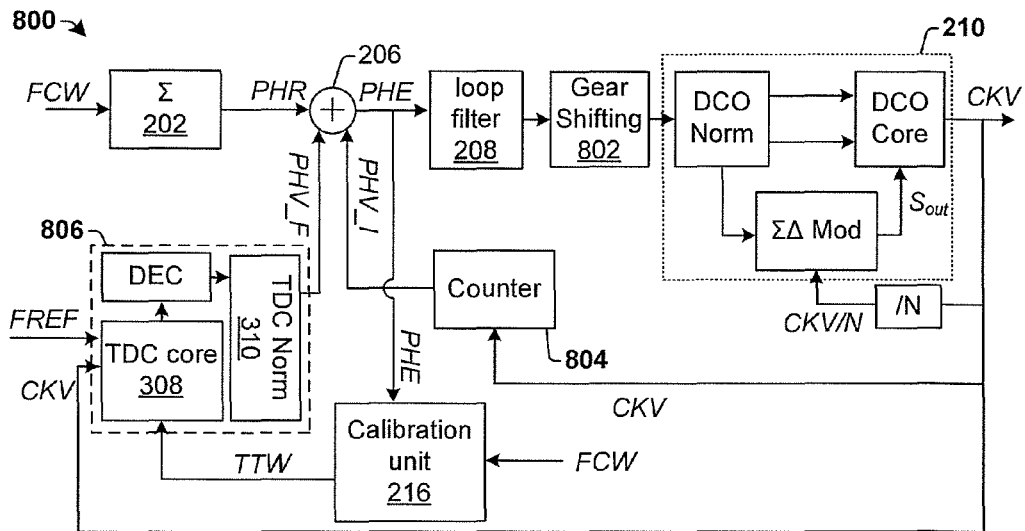 800
FCW
Σ
202
PHR
206
PHE
loop
filter
208
Gear
Shifting
802
210
DCO
Norm
DCO
Core
CKV
ΣΔ Mod
Sout
/N
CKV/N
PHV_F
PHV_I
806
DEC
TDC Norm
310
FREF
TDC core
308
CKV
Counter
804
PHE
CKV
Calibration
unit
216
TTW
FCW